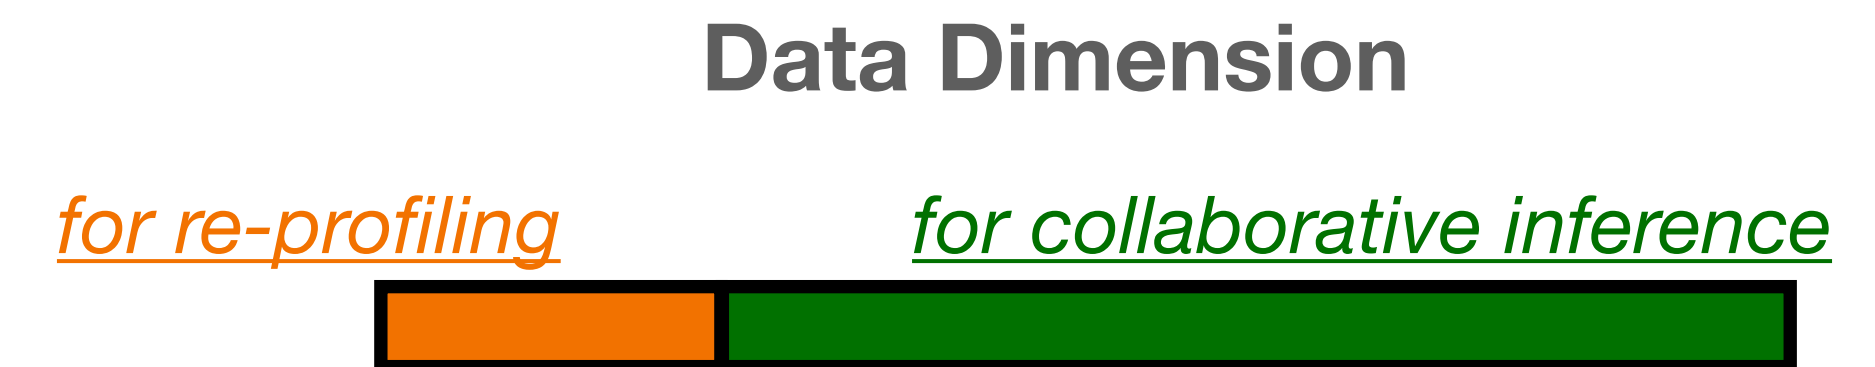 Data Dimension
for re-profiling
for collaborative inference